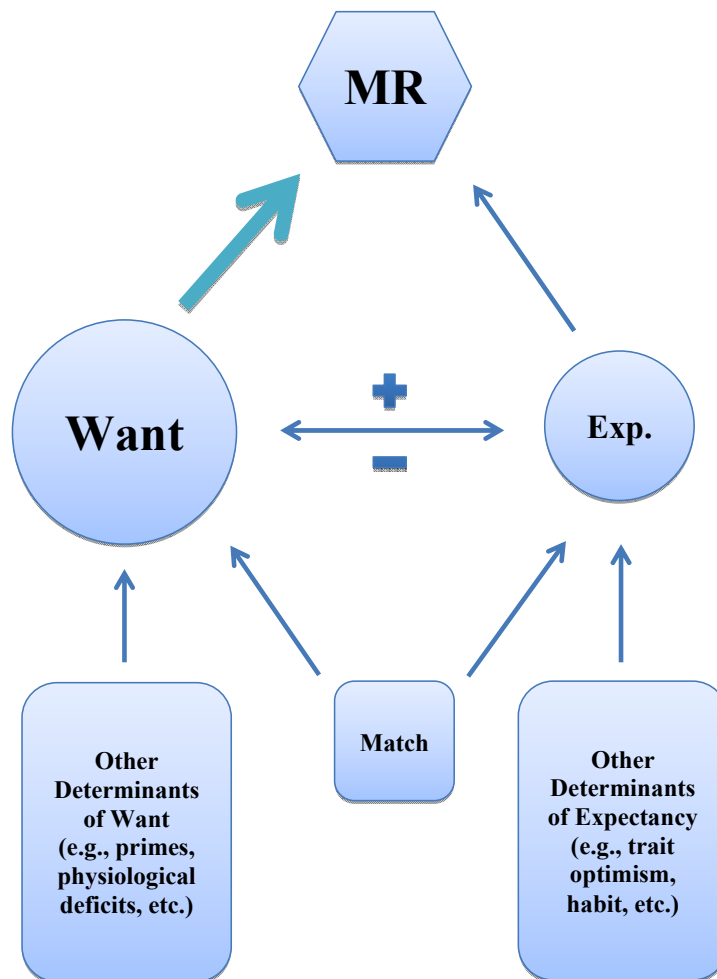 MR
Want
+
-
Exp.
Other
Determinants
of Want
(e.g., primes,
physiological
deficits, etc.)
Match
Other
Determinants
of Expectancy
(e.g., trait
optimism,
habit, etc.)